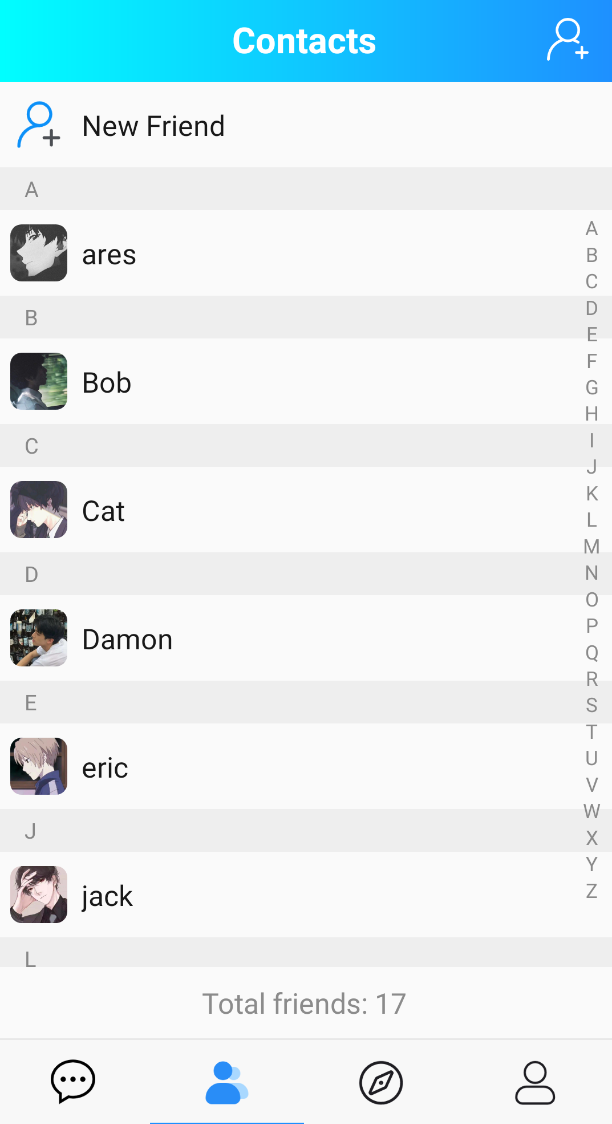 Contacts
New Friend
A
ares
B
Bob
C
Cat
D
Damon
E
eric
J
jack
L
A
B
C
D
E
F
G
H
I
J
K
L
M
N
O
P
Q
R
S
T
U
V
W
X
Y
Z
Total friends: 17